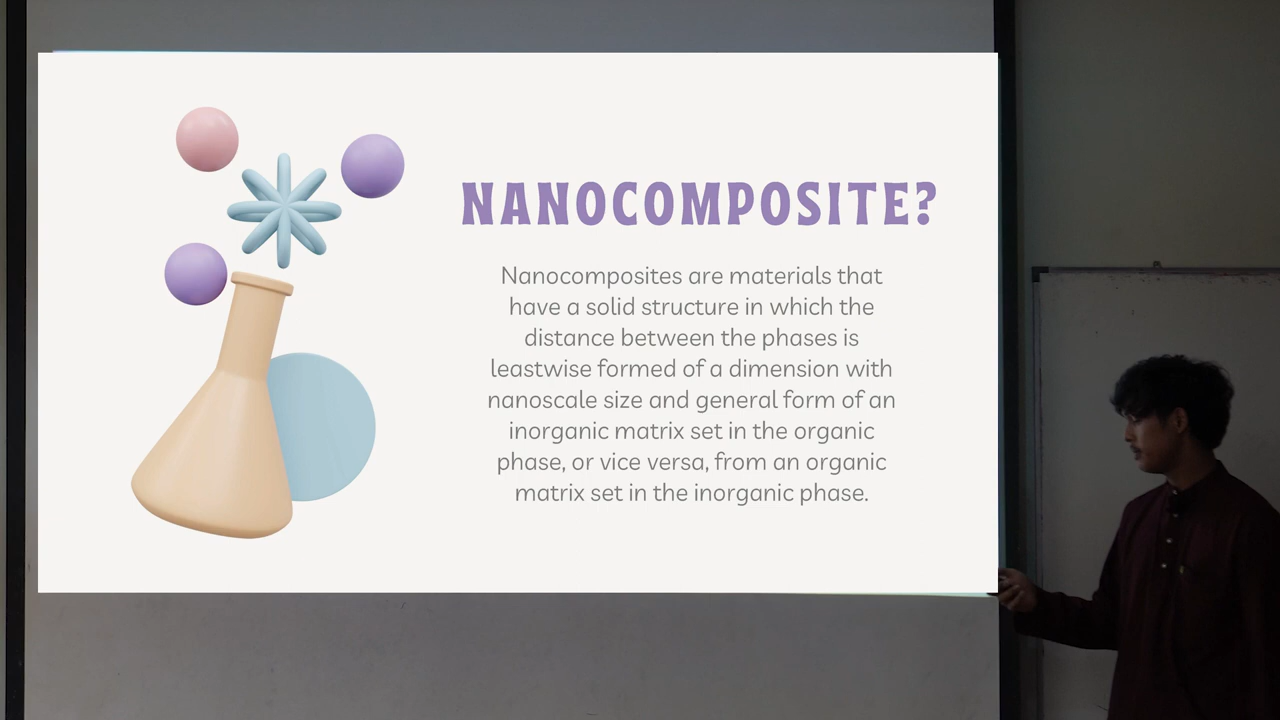 NANOCOMPOSITE?
Nanocomposites are materials that
have a solid structure in which the
distance between the phases is
leastwise formed of a dimension with
nanoscale size and general form of an
inorganic matrix set in the organic
phase, or vice versa, from an organic
matrix set in the inorganic phase.